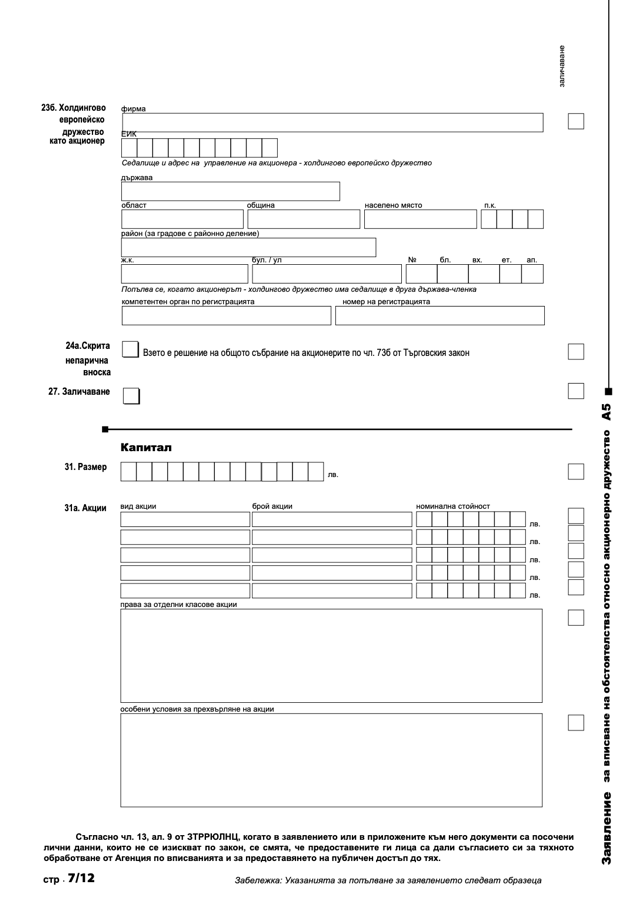 заличаване
23б. Холдингово
европейско
дружество
като акционер
фирма
ЕИК
Седалище и адрес на управление на акционера - холдингово европейско дружество
държава
област община населено място п.к.
район (за градове с районно деление)
ж.к. бул. / ул № бл. вх. ет. ап.
Попълва се, когато акционерът - холдингово дружество има седалище в друга държава-членка
компетентен орган по регистрацията номер на регистрацията
24а.Скрита
непарична
вноска
Взето е решение на общото събрание на акционерите по чл. 73б от Търговския закон
27. Заличаване
Капитал
31. Размер
лв.
31а. Акции
вид акции брой акции номинална стойност
лв.
лв.
лв.
лв.
лв.
права за отделни класове акции
особени условия за прехвърляне на акции
Заявление за вписване на обстоятелства относно акционерно дружество А5
Съгласно чл. 13, ал. 9 от ЗТРРЮЛНЦ, когато в заявлението или в приложените към него документи са посочени
лични данни, които не се изискват по закон, се смята, че предоставените ги лица са дали съгласието си за тяхното
обработване от Агенция по вписванията и за предоставянето на публичен достъп до тях.
стр . 7/12
Забележка: Указанията за попълване на заявлението следват образеца